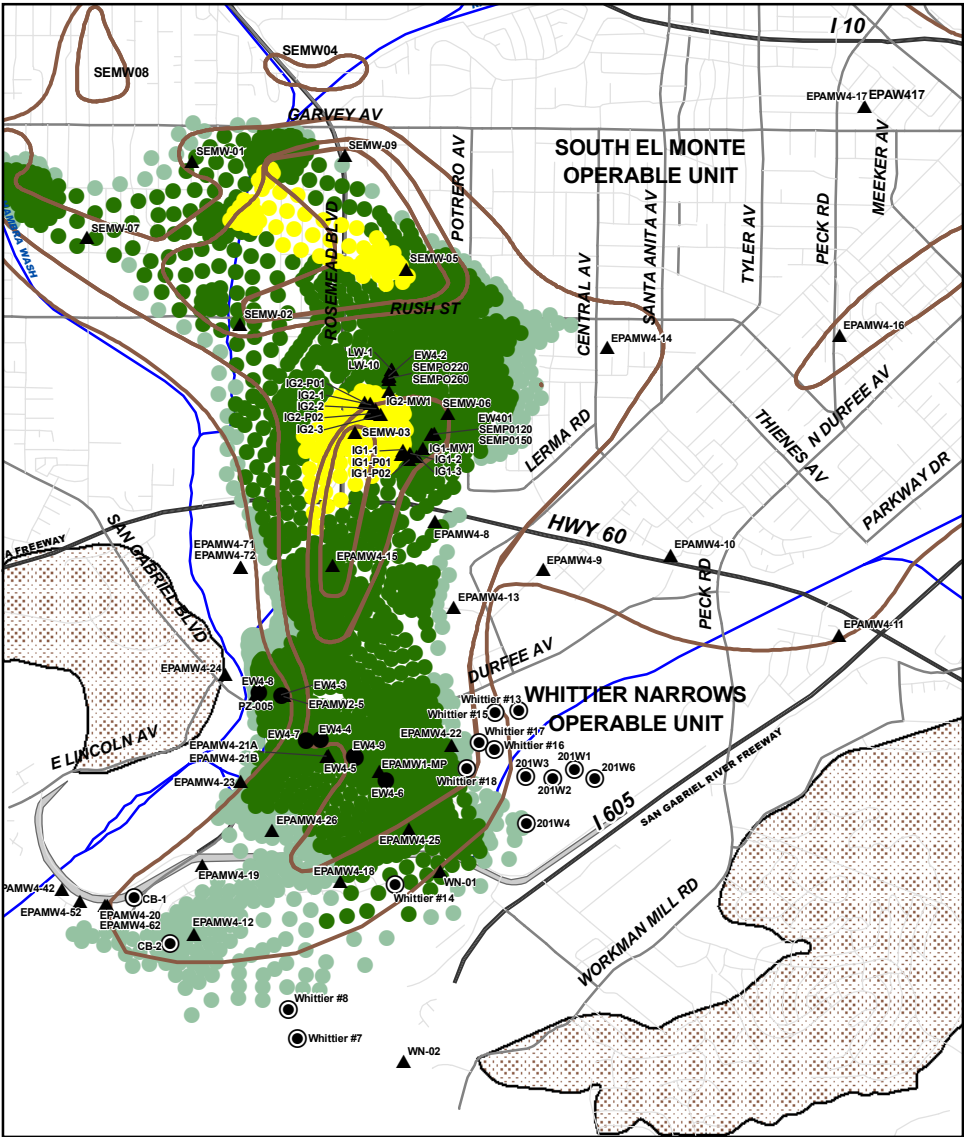 I 10
SEMW04
SEMW08
EPAMW4-17
EPAW417
GARVEY AV
SEMW-01
SEMW-09
SOUTH EL MONTE
OPERABLE UNIT
POTRERO AV
MEEKER AV
SANTA ANITA AV
TYLER AV
PECK RD
CENTRAL AV
ROSEMEAD BLVD
SEMW-07
WASH
SEMW-05
RUSH ST
SEMW-02
EPAMW4-16
EPAMW4-14
LW-1
LW-10
EW4-2
SEMPO220
SEMPO260
IG2-P01
IG2-1
IG2-2
IG2-P02
IG2-3
IG2-MW1
SEMW-06
EW401
SEMP0120
SEMP0150
SEMW-03
IG1-1
IG1-P01
IG1-P02
IG1-MW1
IG1-2
IG1-3
LERMA RD
THIENES AV
N DURFEE AV
PARKWAY DR
HWY 60
A FREEWAY
SAN GABRIEL BLVD
EPAMW4-8
EPAMW4-71
EPAMW4-72
EPAMW4-15
EPAMW4-9
EPAMW4-10
PECK RD
EPAMW4-13
EPAMW4-11
DURFEE AV
EPAMW4-24
EW4-8
PZ-005
EW4-3
EPAMW2-5
WHITTIER NARROWS
OPERABLE UNIT
Whittier #13
Whittier #15
Whittier #17
Whittier #16
Whittier #18
E LINCOLN AV
EW4-7
EW4-4
EPAMW4-21A
EPAMW4-21B
EW4-9
EW4-5
EPAMW4-22
EPAMW1-MP
EW4-6
EPAMW4-23
201W3
201W1
201W2
201W6
201W4
I 605
SAN GABRIEL RIVER FREEWAY
EPAMW4-26
EPAMW4-25
EPAMW4-19
EPAMW4-18
WN-01
Whittier #14
PAMW4-42
EPAMW4-52
CB-1
EPAMW4-20
EPAMW4-62
EPAMW4-12
CB-2
WORKMAN MILL RD
Whittier #8
Whittier #7
WN-02